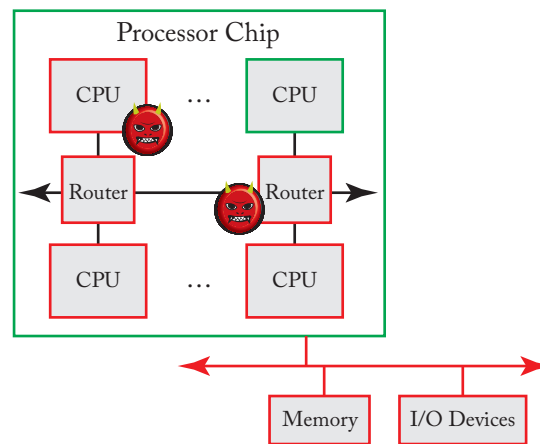 Processor Chip
CPU
...
CPU
Router
Router
CPU
...
CPU
Memory
I/O Devices